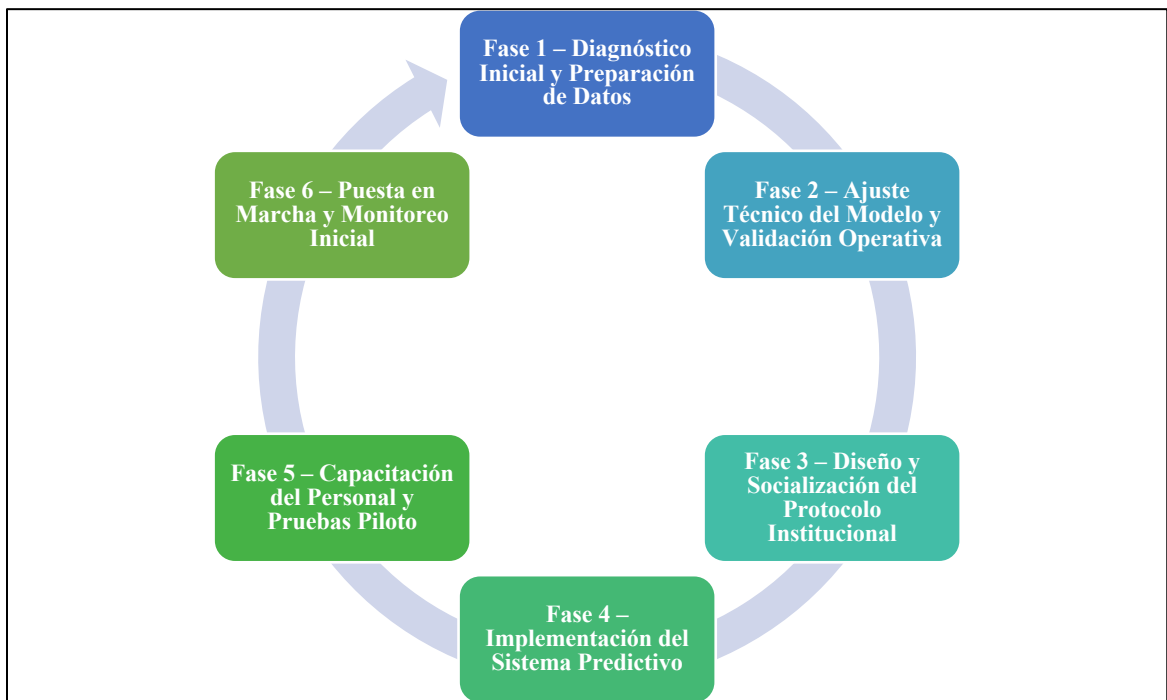 Fase 1 – Diagnóstico
Inicial y Preparación
de Datos
Fase 2 – Ajuste
Técnico del Modelo y
Validación Operativa
Fase 3 – Diseño y
Socialización del
Protocolo
Institucional
Fase 4 –
Implementación del
Sistema Predictivo
Fase 5 – Capacitación
del Personal y
Pruebas Piloto
Fase 6 – Puesta en
Marcha y Monitoreo
Inicial